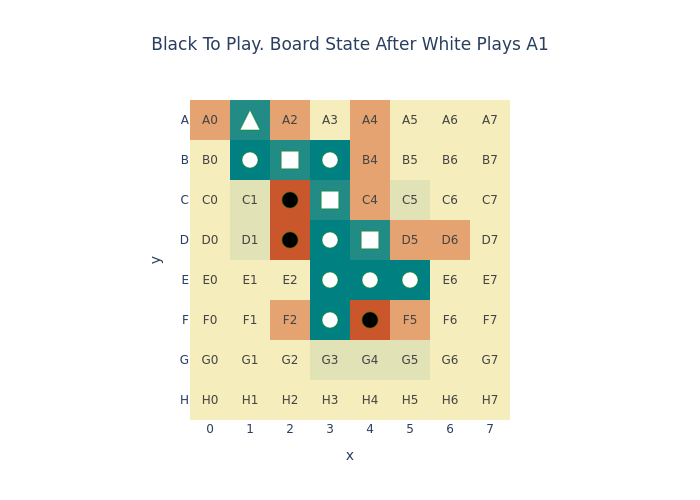 Black To Play. Board State After White Plays A1
A A0 A2 A3 A4 A5 A6 A7
B B0 B4 B5 B6 B7
C C0 C1 C4 C5 C6 C7
D D0 D1 D5 D6 D7
E E0 E1 E2 E6 E7
F F0 F1 F2 F5 F6 F7
G G0 G1 G2 G3 G4 G5 G6 G7
H H0 H1 H2 H3 H4 H5 H6 H7
0 1 2 3 4 5 6 7
x
y